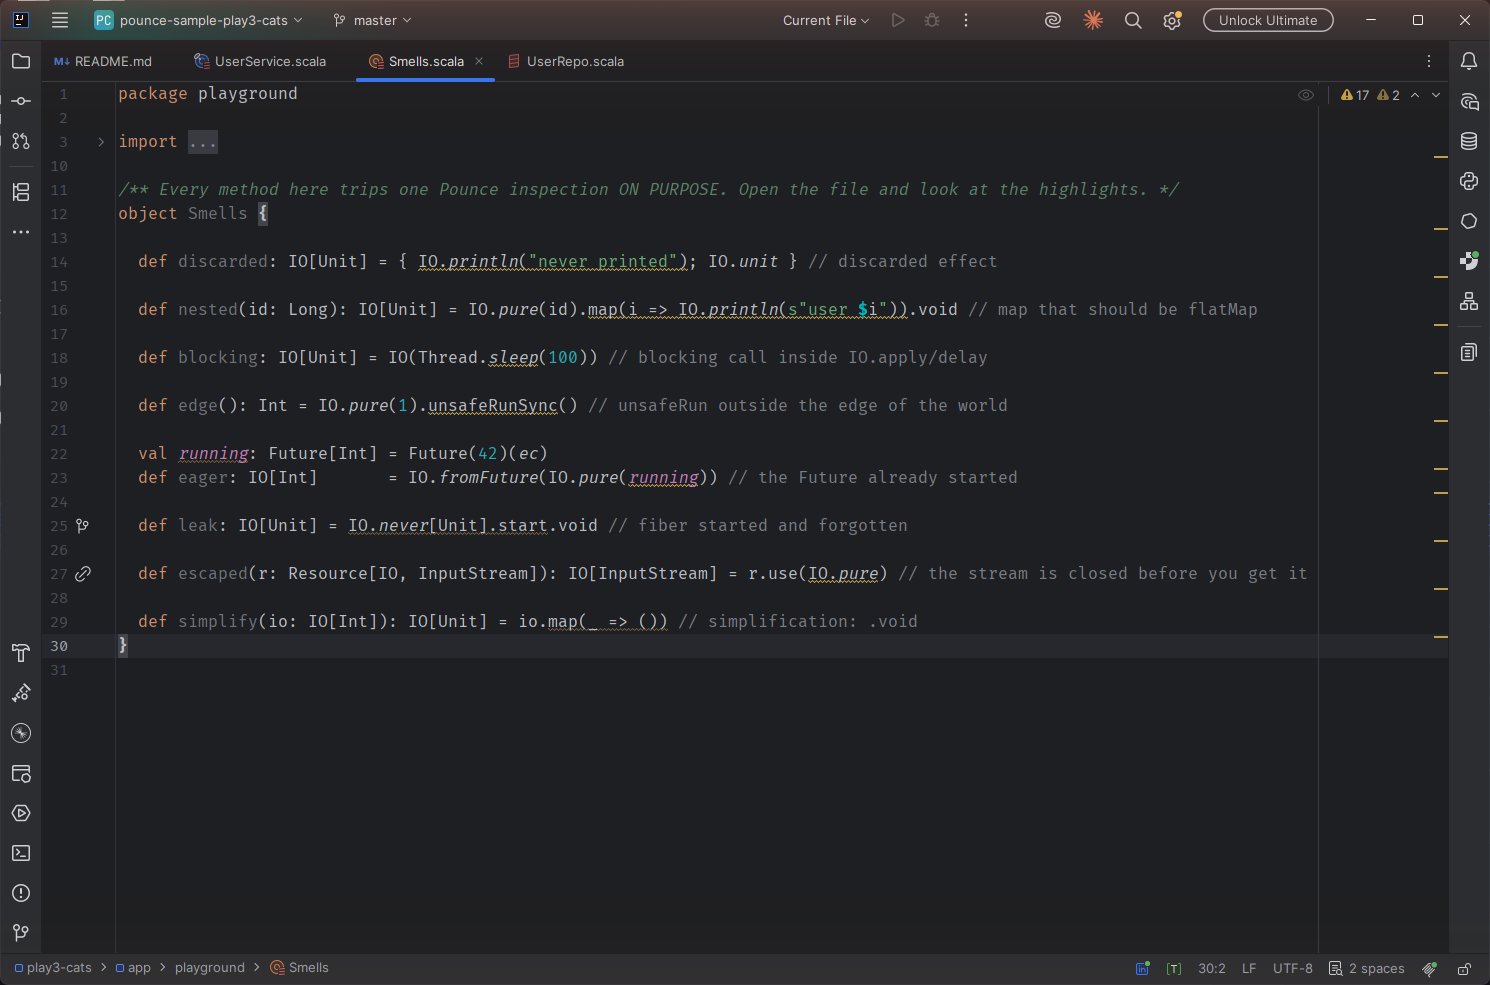 PC pounce-sample-play3-cats master Current File Unlock Ultimate
M↓ README.md UserService.scala Smells.scala UserRepo.scala
1 package playground 17 2
2
3 import ...
10
11 /** Every method here trips one Pounce inspection ON PURPOSE. Open the file and look at the highlights. */
12 object Smells {
13
14 def discarded: IO[Unit] = { IO.println("never printed"); IO.unit } // discarded effect
15
16 def nested(id: Long): IO[Unit] = IO.pure(id).map(i => IO.println(s"user $i")).void // map that should be flatMap
17
18 def blocking: IO[Unit] = IO(Thread.sleep(100)) // blocking call inside IO.apply/delay
19
20 def edge(): Int = IO.pure(1).unsafeRunSync() // unsafeRun outside the edge of the world
21
22 val running: Future[Int] = Future(42)(ec)
23 def eager: IO[Int]       = IO.fromFuture(IO.pure(running)) // the Future already started
24
25 def leak: IO[Unit] = IO.never[Unit].start.void // fiber started and forgotten
26
27 def escaped(r: Resource[IO, InputStream]): IO[InputStream] = r.use(IO.pure) // the stream is closed before you get it
28
29 def simplify(io: IO[Int]): IO[Unit] = io.map(_ => ()) // simplification: .void
30 }
31
play3-cats > app > playground > Smells [T] 30:2 LF UTF-8 2 spaces